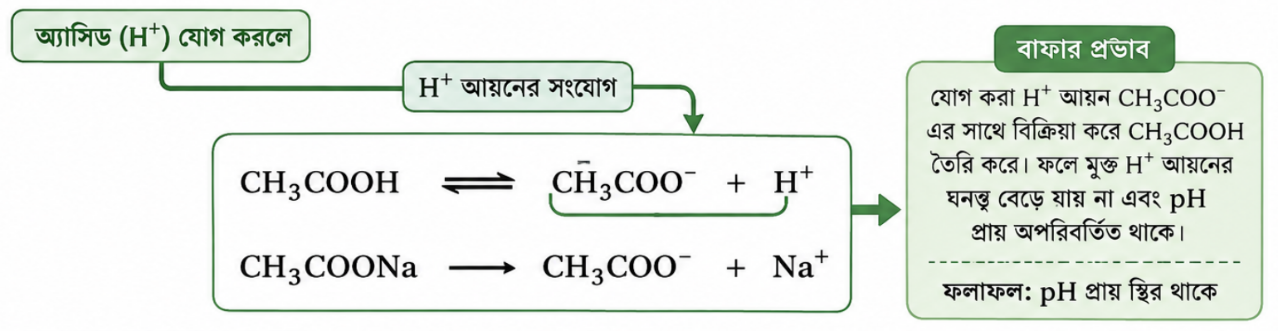 অ্যাসিড (H⁺) যোগ করলে
H⁺ আয়নের সংযোগ
CH₃COOH ⇌ C̄H₃COO⁻ + H⁺
CH₃COONa ⟶ CH₃COO⁻ + Na⁺
বাফার প্রভাব
যোগ করা H⁺ আয়ন CH₃COO⁻
এর সাথে বিক্রিয়া করে CH₃COOH
তৈরি করে। ফলে মুক্ত H⁺ আয়নের
ঘনত্ব বেড়ে যায় না এবং pH
প্রায় অপরিবর্তিত থাকে।
ফলাফল: pH প্রায় স্থির থাকে